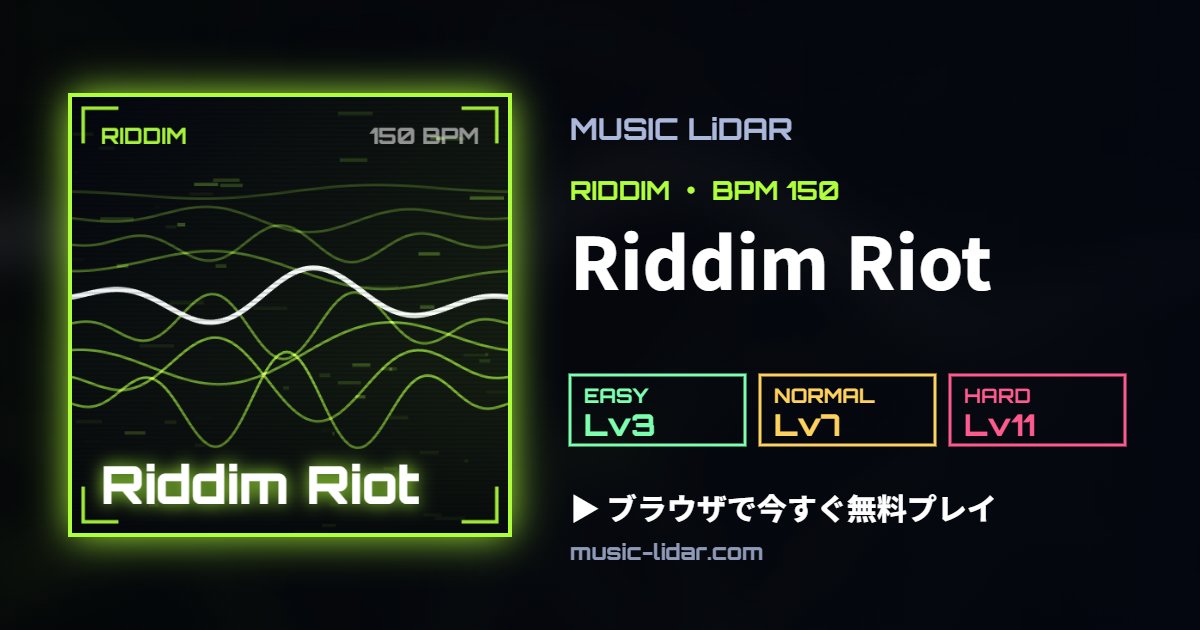 RIDDIM
150 BPM
Riddim Riot
MUSIC LiDAR
RIDDIM • BPM 150
Riddim Riot
EASY
Lv3
NORMAL
Lv7
HARD
Lv11
▶ ブラウザで今すぐ無料プレイ
music-lidar.com